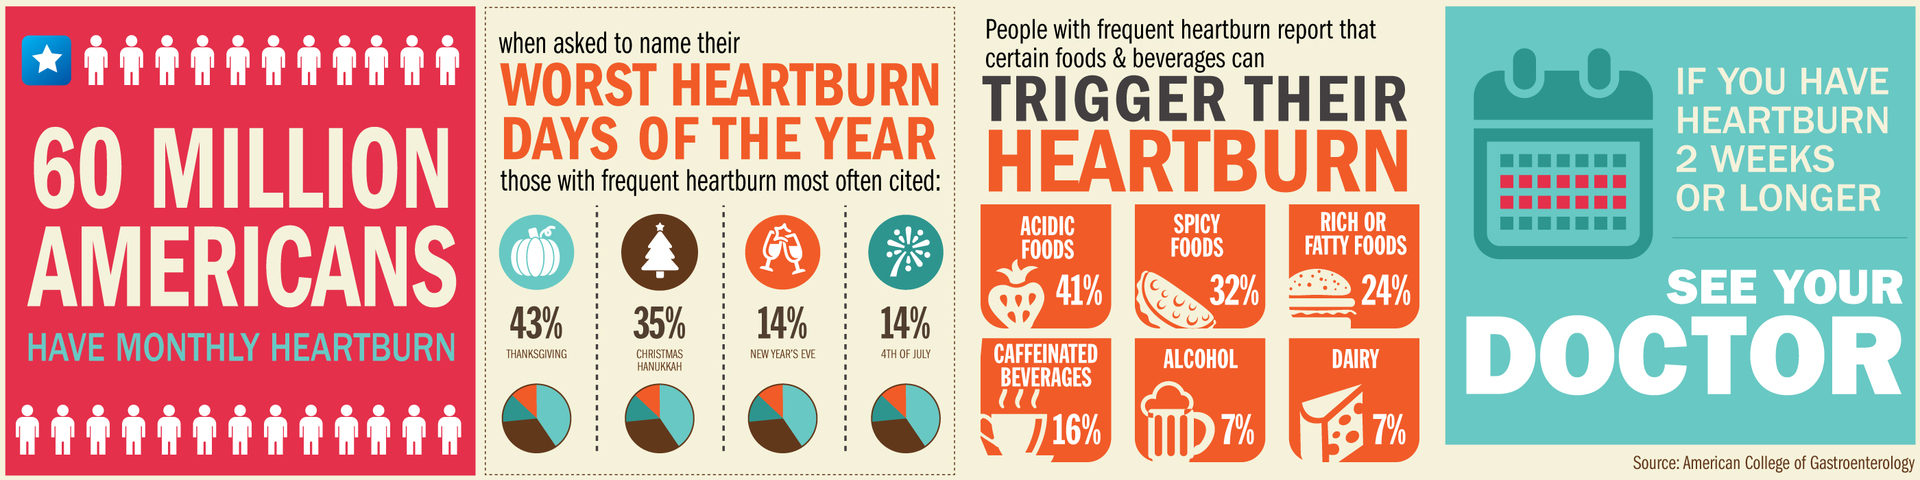 60 MILLION
AMERICANS
HAVE MONTHLY HEARTBURN
when asked to name their
WORST HEARTBURN
DAYS OF THE YEAR
those with frequent heartburn most often cited:
43%
THANKSGIVING
35%
CHRISTMAS
HANUKKAH
14%
NEW YEAR'S EVE
14%
4TH OF JULY
People with frequent heartburn report that
certain foods & beverages can
TRIGGER THEIR
HEARTBURN
ACIDIC
FOODS
41%
SPICY
FOODS
32%
RICH OR
FATTY FOODS
24%
CAFFEINATED
BEVERAGES
16%
ALCOHOL
7%
DAIRY
7%
IF YOU HAVE
HEARTBURN
2 WEEKS
OR LONGER
SEE YOUR
DOCTOR
Source: American College of Gastroenterology